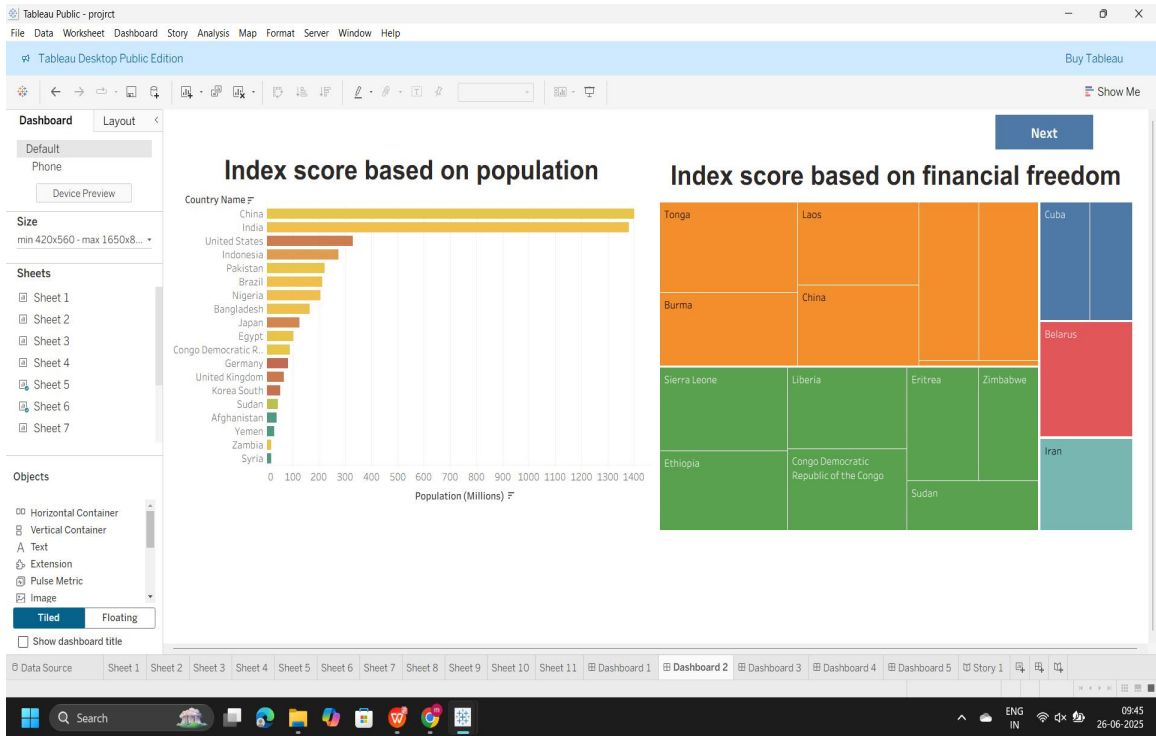 Tableau Public - projrct
File Data Worksheet Dashboard Story Analysis Map Format Server Window Help
Tableau Desktop Public Edition
Buy Tableau
Show Me
Dashboard Layout
Default
Phone
Device Preview
Size
min 420x560 - max 1650x8...
Sheets
Sheet 1
Sheet 2
Sheet 3
Sheet 4
Sheet 5
Sheet 6
Sheet 7
Objects
Horizontal Container
Vertical Container
Text
Extension
Pulse Metric
Image
Tiled Floating
Show dashboard title
Next
Index score based on population
Country Name
China
India
United States
Indonesia
Pakistan
Brazil
Nigeria
Bangladesh
Japan
Egypt
Congo Democratic R..
Germany
United Kingdom
Korea South
Sudan
Afghanistan
Yemen
Zambia
Syria
0 100 200 300 400 500 600 700 800 900 1000 1100 1200 1300 1400
Population (Millions)
Index score based on financial freedom
Tonga
Laos
Cuba
Burma
China
Belarus
Sierra Leone
Liberia
Eritrea
Zimbabwe
Ethiopia
Congo Democratic
Republic of the Congo
Sudan
Iran
Data Source Sheet 1 Sheet 2 Sheet 3 Sheet 4 Sheet 5 Sheet 6 Sheet 7 Sheet 8 Sheet 9 Sheet 10 Sheet 11 Dashboard 1 Dashboard 2 Dashboard 3 Dashboard 4 Dashboard 5 Story 1
Search
ENG
IN
09:45
26-06-2025